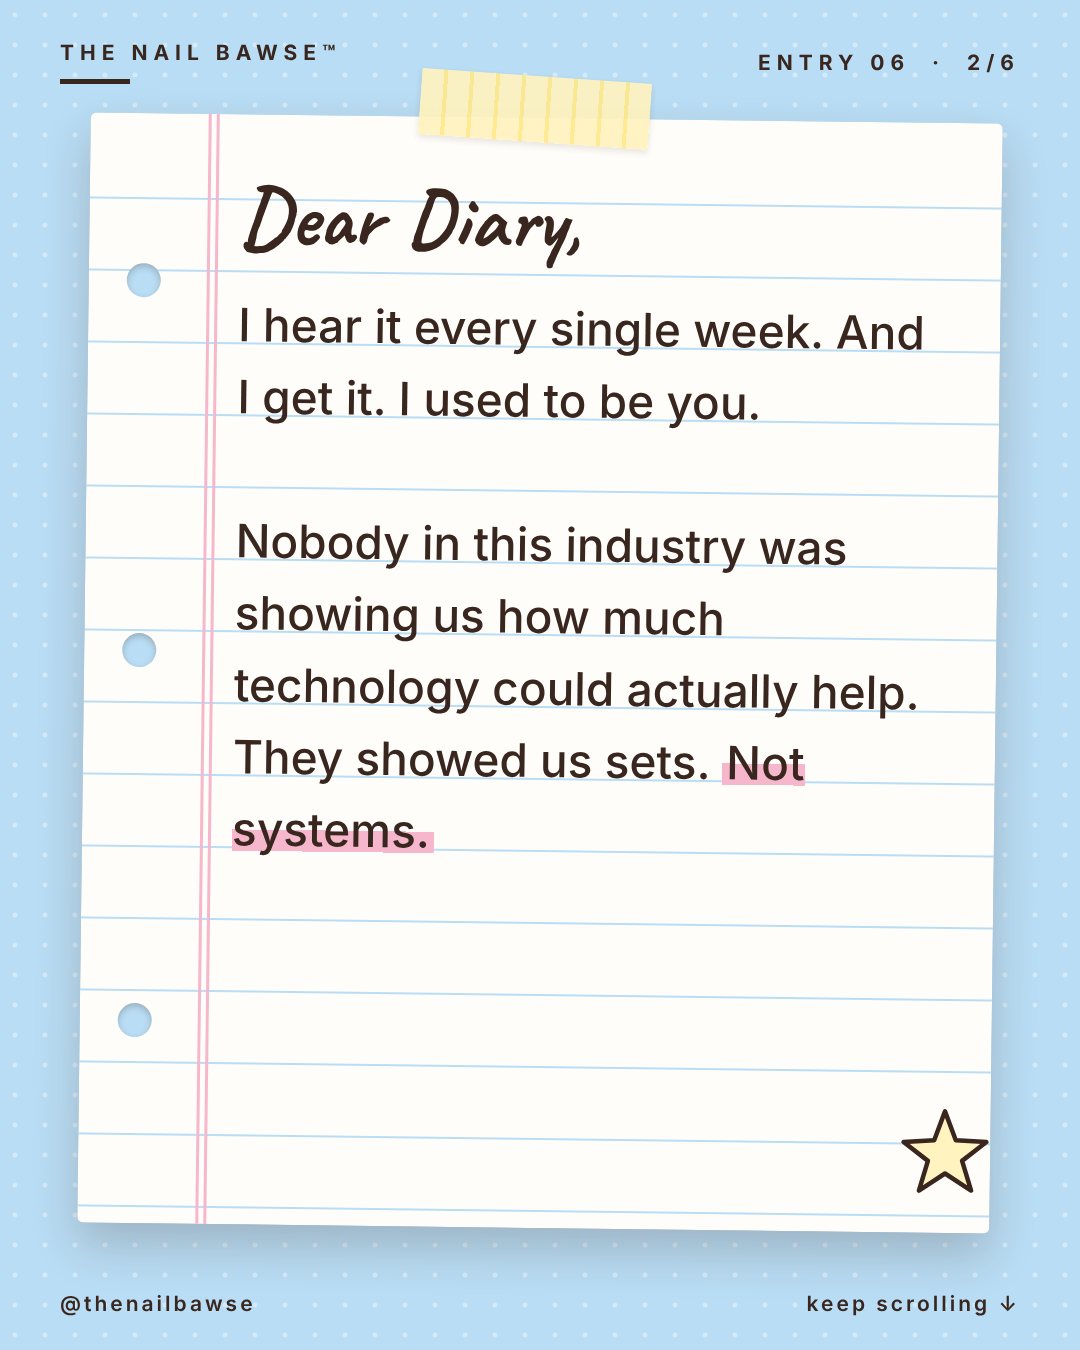 THE NAIL BAWSE™
ENTRY 06 · 2/6
Dear Diary,
I hear it every single week. And
I get it. I used to be you.
Nobody in this industry was
showing us how much
technology could actually help.
They showed us sets. Not
systems.
@thenailbawse
keep scrolling ↓